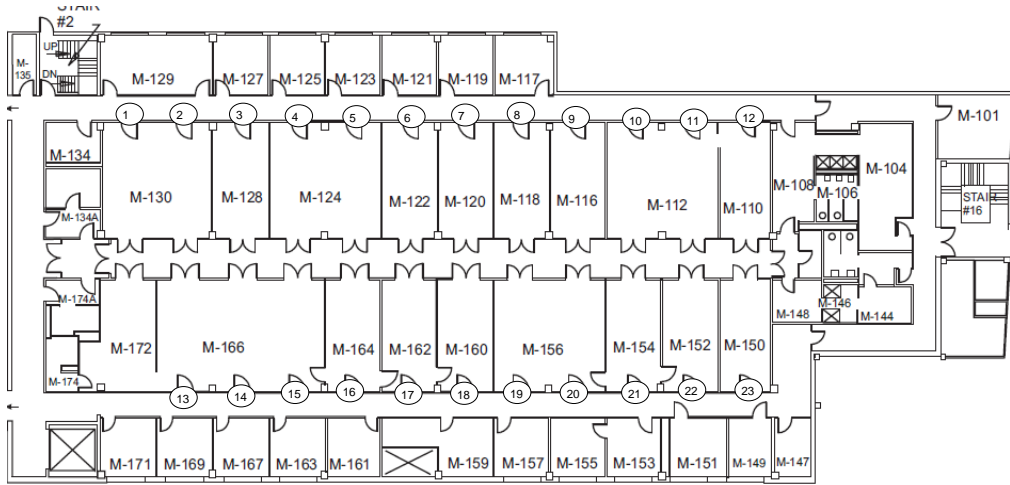 STAIR
#2
UP
DN
M-
135
M-129
M-127
M-125
M-123
M-121
M-119
M-117
M-101
1
2
3
4
5
6
7
8
9
10
11
12
M-134
M-130
M-128
M-124
M-122
M-120
M-118
M-116
M-112
M-110
M-108
M-106
M-104
STAIR
#16
M-134A
M-174A
M-174
M-172
M-166
M-164
M-162
M-160
M-156
M-154
M-152
M-150
M-148
M-146
M-144
13
14
15
16
17
18
19
20
21
22
23
M-171
M-169
M-167
M-163
M-161
M-159
M-157
M-155
M-153
M-151
M-149
M-147